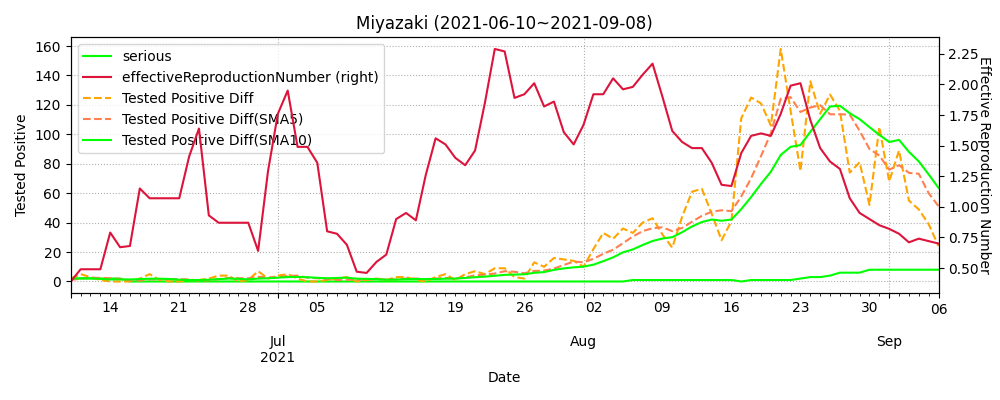 Miyazaki (2021-06-10~2021-09-08)
serious
effectiveReproductionNumber (right)
Tested Positive Diff
Tested Positive Diff(SMA5)
Tested Positive Diff(SMA10)
160
140
120
100
80
60
40
20
0
Tested Positive
2.25
2.00
1.75
1.50
1.25
1.00
0.75
0.50
Effective Reproduction Number
14 21 28 05 12 19 26 02 09 16 23 30 06
Jul Aug Sep
2021
Date